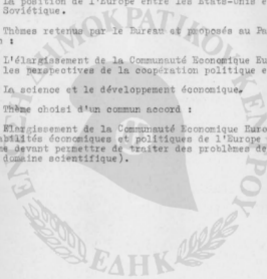 la position de l'Europe entre les États-Unis e
Soviétique.
Thèmes retenus par le Bureau et proposés au Pa
:
L'élargissement de la Communauté Economique Eu
les perspectives de la coopération politique e
La science et le développement économique.
Thème choisi d'un commun accord :
Elargissement de la Communauté Economique Euro
abilités économiques et politiques de l'Europe
devant permettre de traiter des problèmes de
domaine scientifique).
ΔΗΜΟΚΡΑΤΙΚΟΥ
ΕΔΗΚ